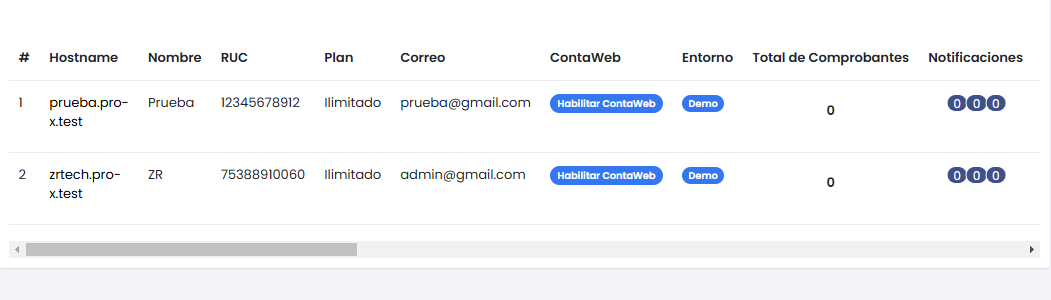 # Hostname Nombre RUC Plan Correo ContaWeb Entorno Total de Comprobantes Notificaciones
1 prueba.pro- Prueba 12345678912 Ilimitado prueba@gmail.com Habilitar ContaWeb Demo 0 0 0 0
x.test
2 zrtech.pro- ZR 75388910060 Ilimitado admin@gmail.com Habilitar ContaWeb Demo 0 0 0 0
x.test